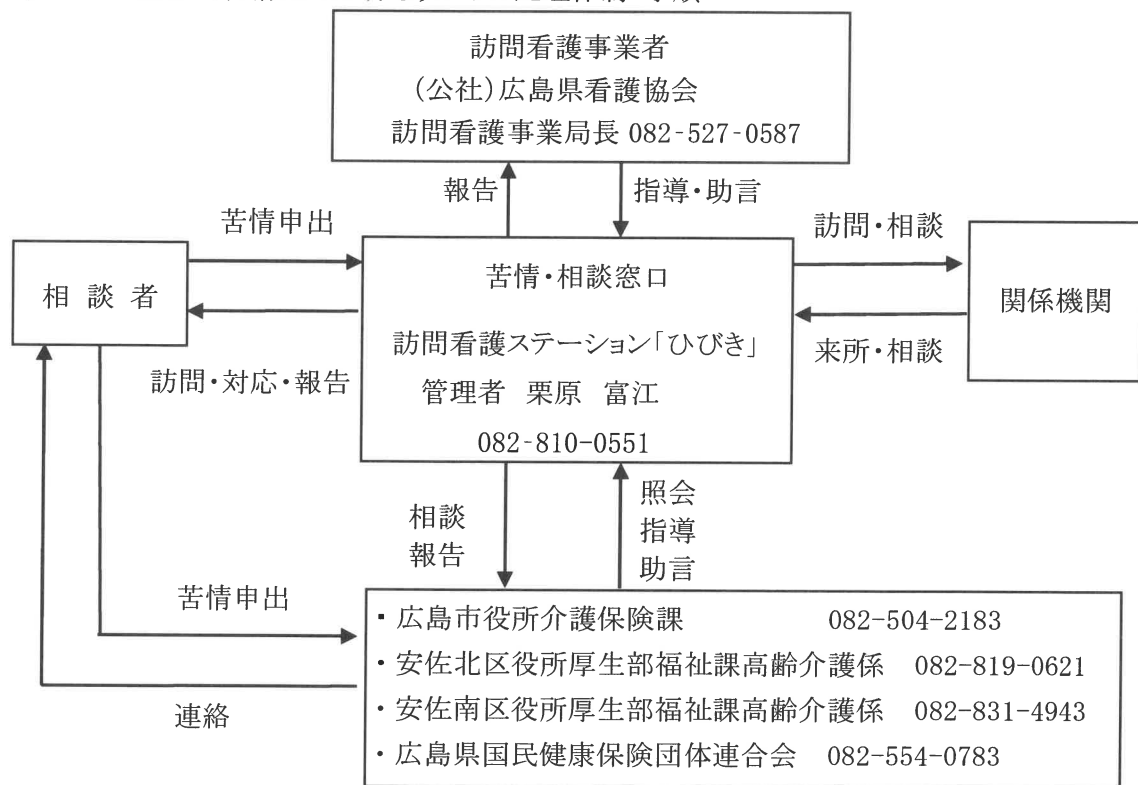 訪問看護事業者
(公社)広島県看護協会
訪問看護事業局長 082-527-0587
報告
指導・助言
苦情申出
訪問・相談
相 談 者
苦情・相談窓口
関係機関
訪問看護ステーション「ひびき」
来所・相談
訪問・対応・報告
管理者 栗原 富江
082-810-0551
相談
報告
照会
指導
助言
苦情申出
・広島市役所介護保険課 082-504-2183
・安佐北区役所厚生部福祉課高齢介護係 082-819-0621
・安佐南区役所厚生部福祉課高齢介護係 082-831-4943
連絡
・広島県国民健康保険団体連合会 082-554-0783